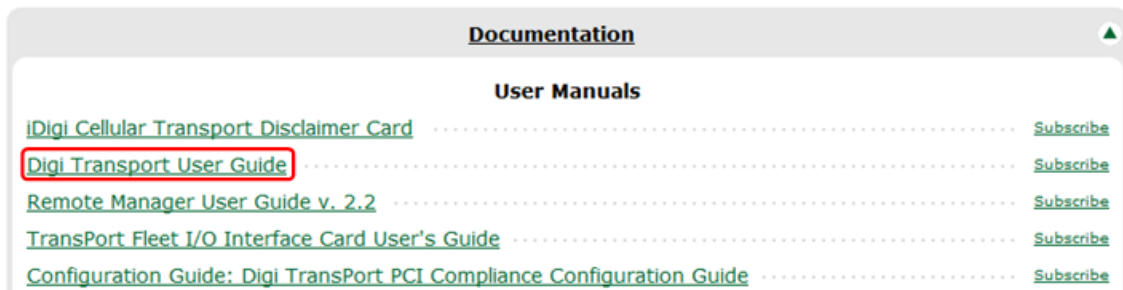 Documentation
User Manuals
iDigi Cellular Transport Disclaimer Card Subscribe
Digi Transport User Guide Subscribe
Remote Manager User Guide v. 2.2 Subscribe
TransPort Fleet I/O Interface Card User's Guide Subscribe
Configuration Guide: Digi TransPort PCI Compliance Configuration Guide Subscribe